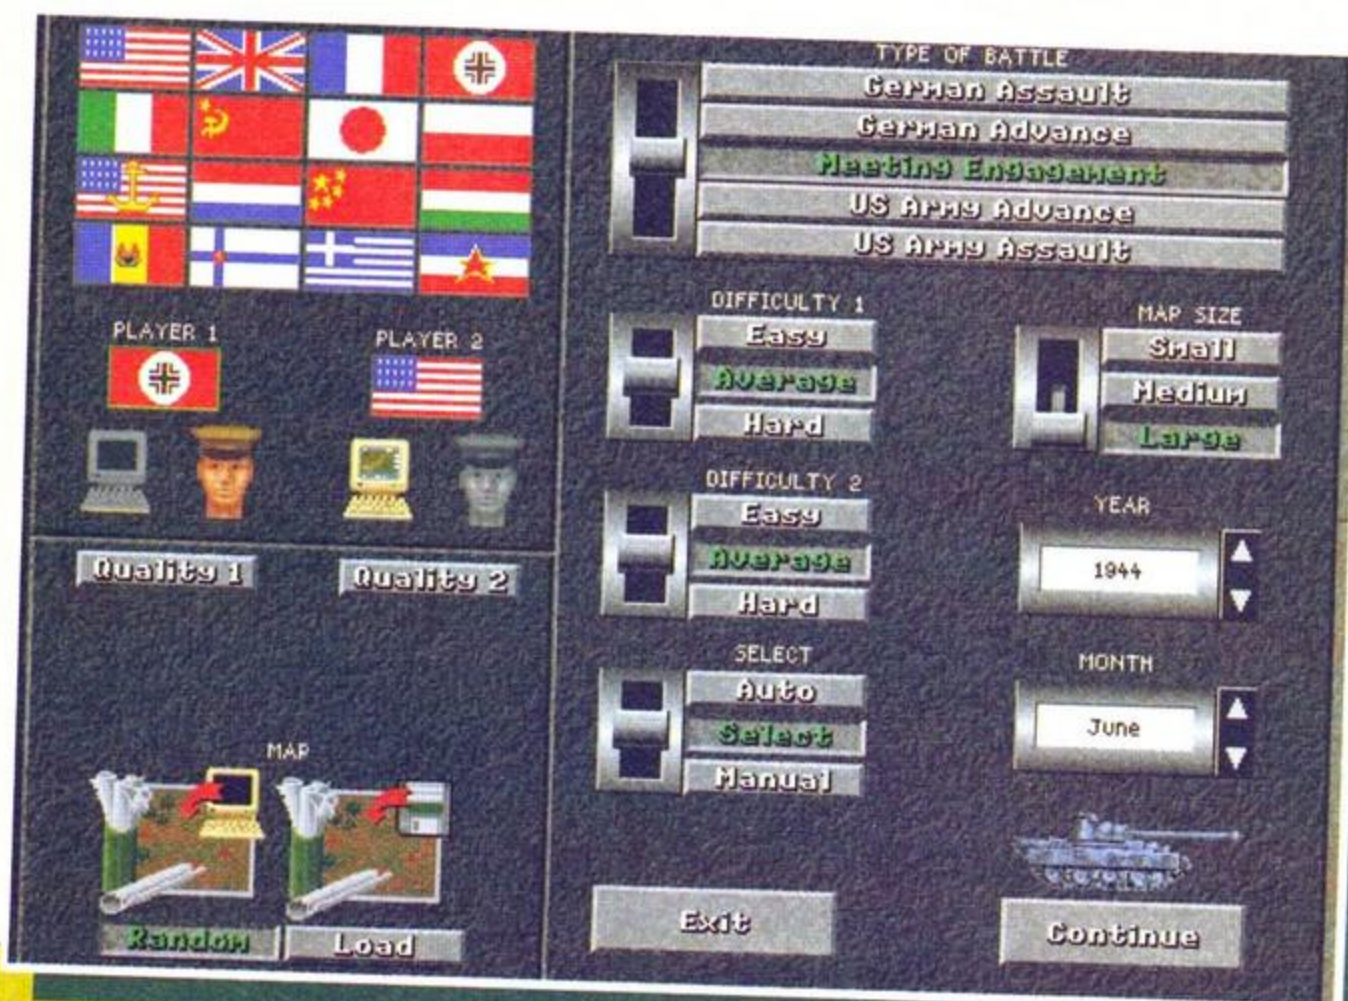 TYPE OF BATTLE
German Assault
German Advance
Meeting Engagement
US Army Advance
US Army Assault
PLAYER 1
PLAYER 2
Quality 1
Quality 2
MAP
Random
Load
DIFFICULTY 1
Easy
Average
Hard
DIFFICULTY 2
Easy
Average
Hard
SELECT
Auto
Select
Manual
Exit
MAP SIZE
Small
Medium
Large
YEAR
1944
MONTH
June
Continue